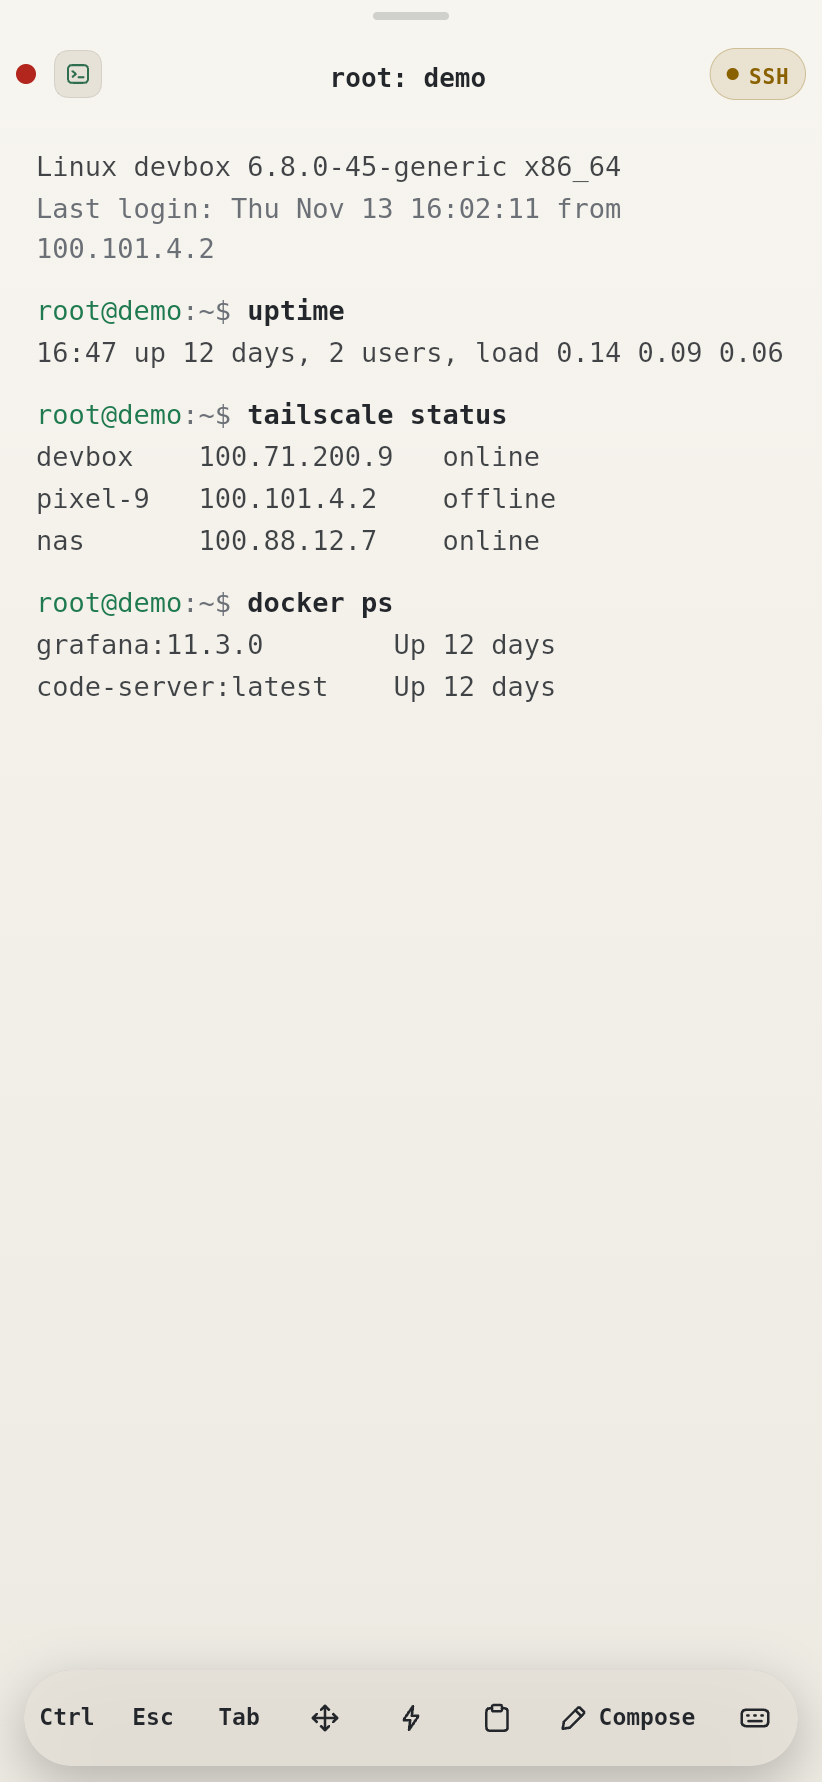 root: demo
SSH
Linux devbox 6.8.0-45-generic x86_64
Last login: Thu Nov 13 16:02:11 from
100.101.4.2
root@demo:~$ uptime
16:47 up 12 days, 2 users, load 0.14 0.09 0.06
root@demo:~$ tailscale status
devbox    100.71.200.9   online
pixel-9   100.101.4.2    offline
nas       100.88.12.7    online
root@demo:~$ docker ps
grafana:11.3.0        Up 12 days
code-server:latest    Up 12 days
Ctrl Esc Tab Compose